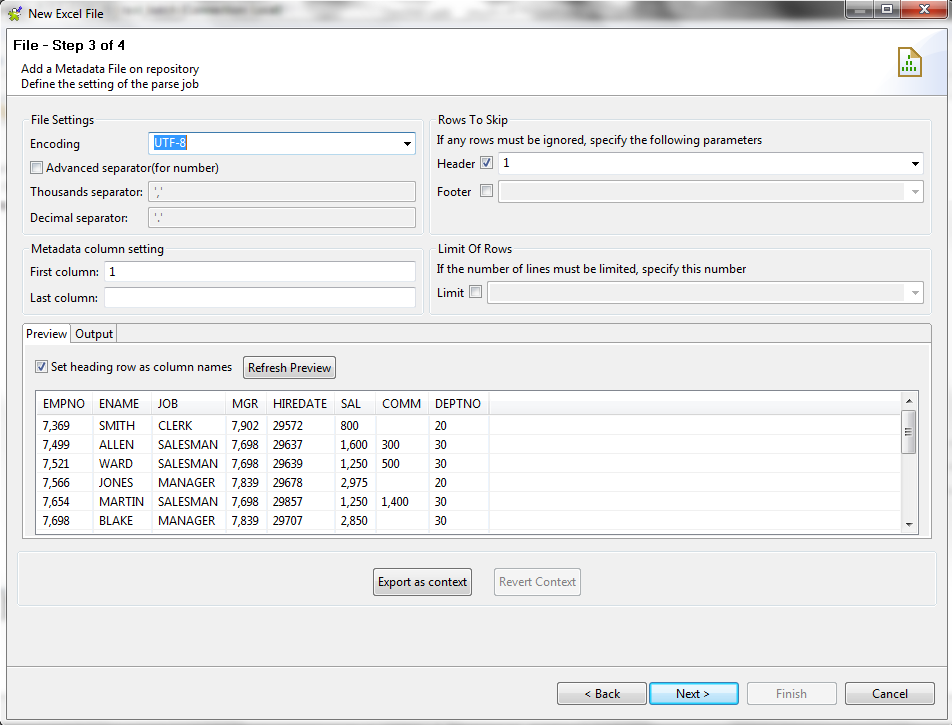 New Excel File
File - Step 3 of 4
Add a Metadata File on repository
Define the setting of the parse job
File Settings
Encoding UTF-8
Advanced separator(for number)
Thousands separator: ','
Decimal separator: '.'
Rows To Skip
If any rows must be ignored, specify the following parameters
Header 1
Footer
Metadata column setting
First column: 1
Last column:
Limit Of Rows
If the number of lines must be limited, specify this number
Limit
Preview Output
Set heading row as column names Refresh Preview
EMPNO ENAME JOB MGR HIREDATE SAL COMM DEPTNO
7,369 SMITH CLERK 7,902 29572 800 20
7,499 ALLEN SALESMAN 7,698 29637 1,600 300 30
7,521 WARD SALESMAN 7,698 29639 1,250 500 30
7,566 JONES MANAGER 7,839 29678 2,975 20
7,654 MARTIN SALESMAN 7,698 29857 1,250 1,400 30
7,698 BLAKE MANAGER 7,839 29707 2,850 30
Export as context Revert Context
< Back Next > Finish Cancel